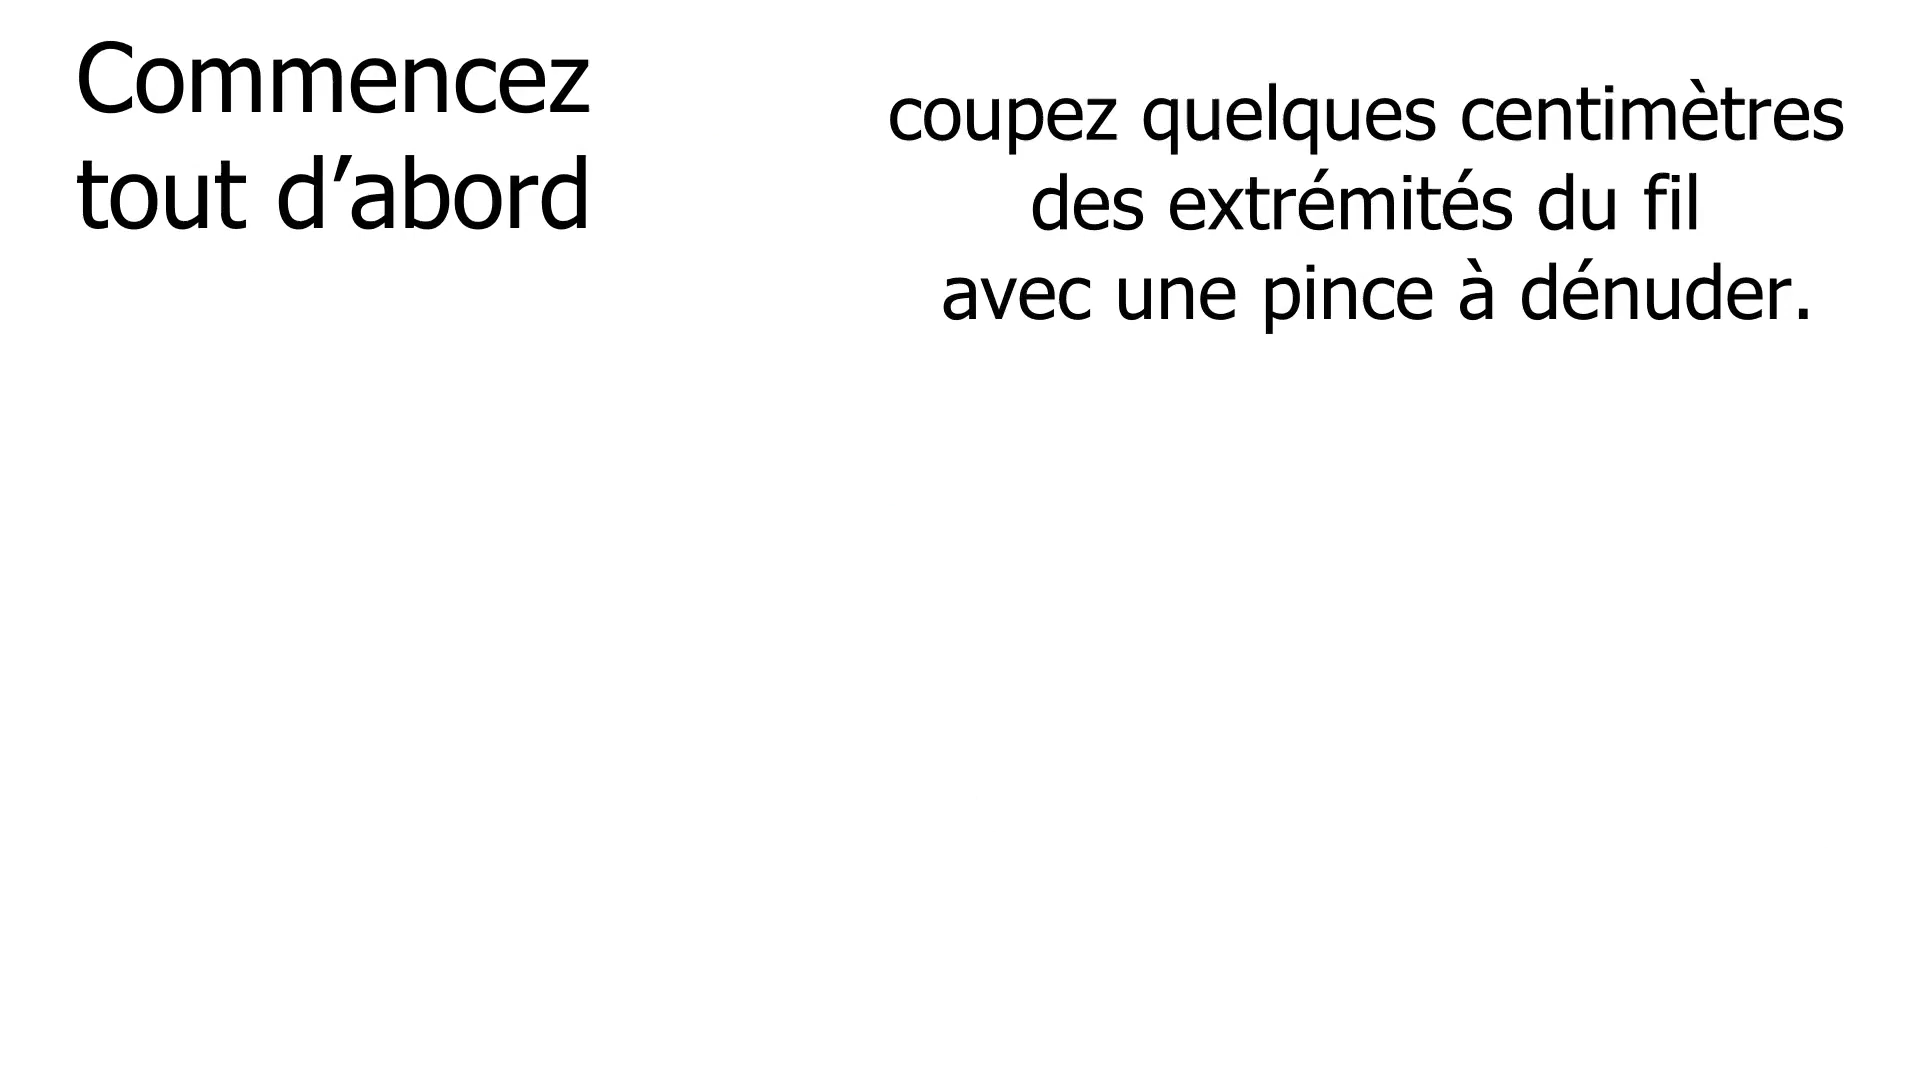 Commencez
tout d’abord
coupez quelques centimètres
des extrémités du fil
avec une pince à dénuder.